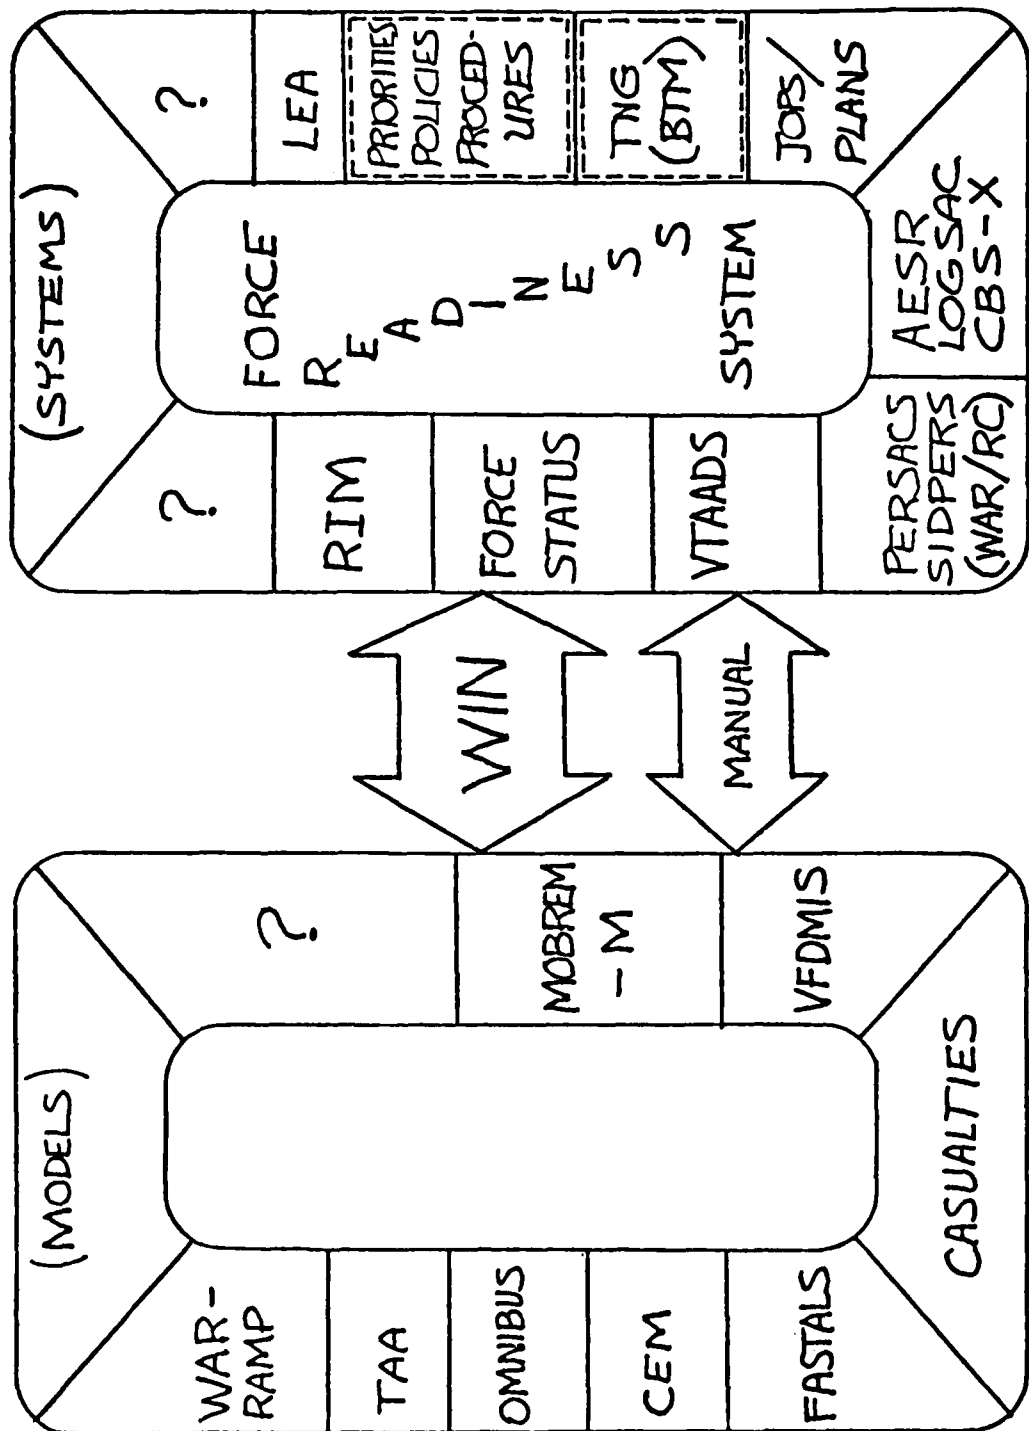 (MODELS)
WAR-
RAMP
TAA
OMNIBUS
CEM
FASTALS
?
MOBREM
-M
VFDMIS
CASUALTIES
WIN
MANUAL
(SYSTEMS)
?
RIM
FORCE
STATUS
VTAADS
PERSACS
SIDPERS
(WAR/RC)
FORCE
READINESS
SYSTEM
?
LEA
PRIORITIES
POLICIES
PROCED-
URES
TNG
(BTM)
JOPS/
PLANS
AESR
LOGSAC
CBS-X